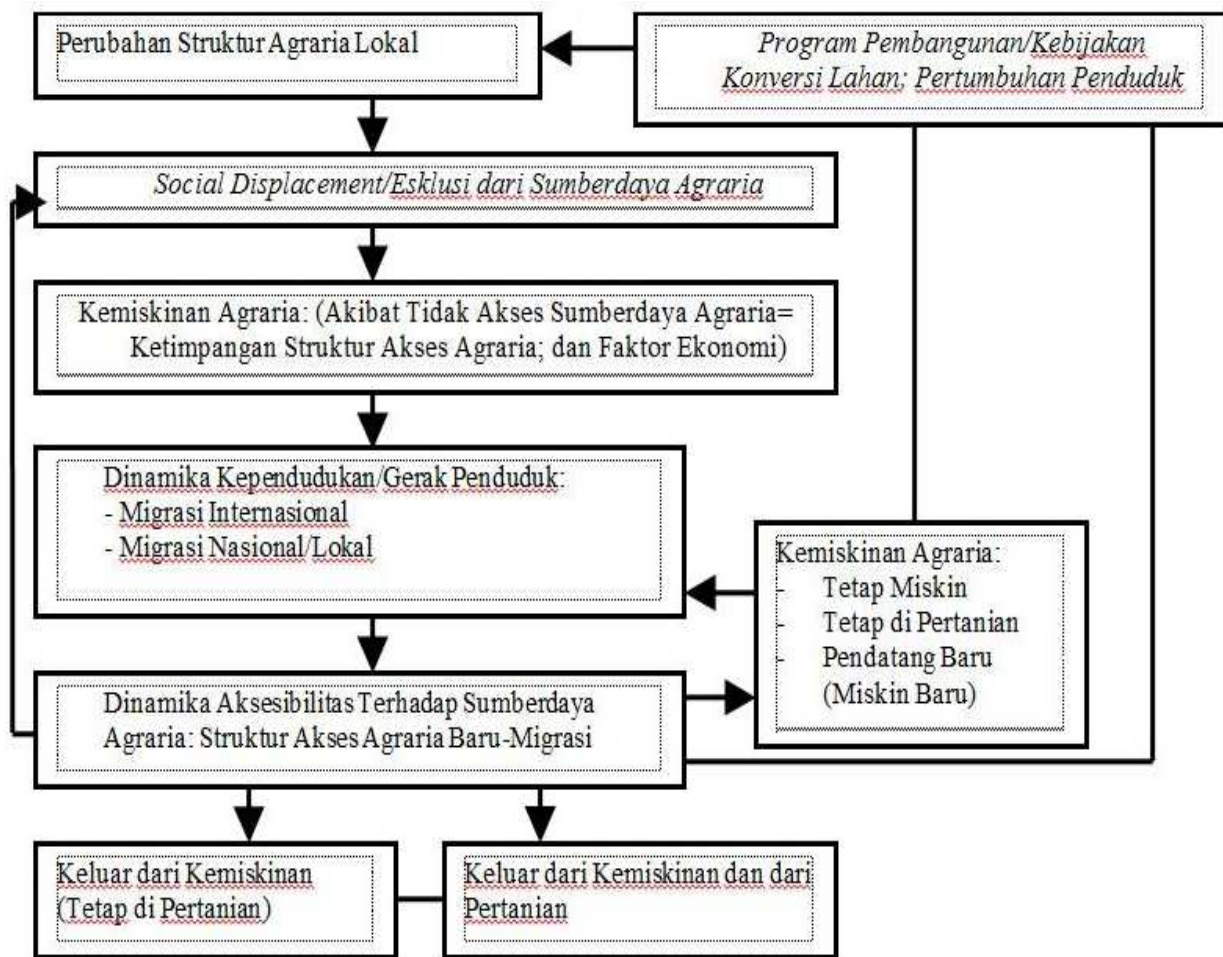 Perubahan Struktur Agraria Lokal
Program Pembangunan/Kebijakan
Konversi Lahan; Pertumbuhan Penduduk
Social Displacement/Esklusi dari Sumberdaya Agraria
Kemiskinan Agraria: (Akibat Tidak Akses Sumberdaya Agraria=
Ketimpangan Struktur Akses Agraria; dan Faktor Ekonomi)
Dinamika Kependudukan/Gerak Penduduk:
- Migrasi Internasional
- Migrasi Nasional/Lokal
Kemiskinan Agraria:
- Tetap Miskin
- Tetap di Pertanian
- Pendatang Baru
(Miskin Baru)
Dinamika Aksesibilitas Terhadap Sumberdaya
Agraria: Struktur Akses Agraria Baru-Migrasi
Keluar dari Kemiskinan
(Tetap di Pertanian)
Keluar dari Kemiskinan dan dari
Pertanian